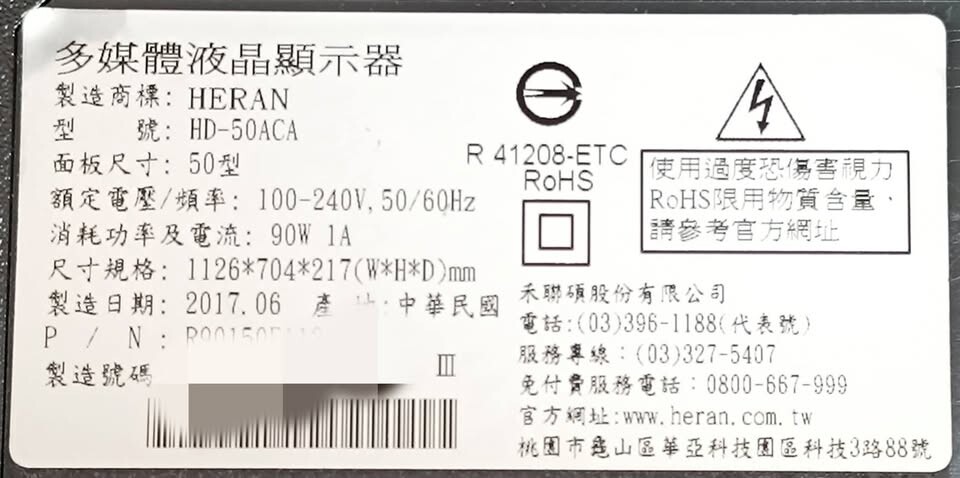 多媒體液晶顯示器
製造商標: HERAN
型 號: HD-50ACA
面板尺寸: 50型
額定電壓/頻率: 100-240V, 50/60Hz
消耗功率及電流: 90W 1A
尺寸規格: 1126*704*217(W*H*D)mm
製造日期: 2017.06 產 地:中華民國
P / N:
製造號碼
III
R 41208-ETC
RoHS
使用過度恐傷害視力
RoHS限用物質含量，
請參考官方網址
禾聯碩股份有限公司
電話:(03)396-1188(代表號)
服務專線：(03)327-5407
免付費服務電話：0800-667-999
官方網址:www.heran.com.tw
桃園市龜山區華亞科技園區科技3路88號